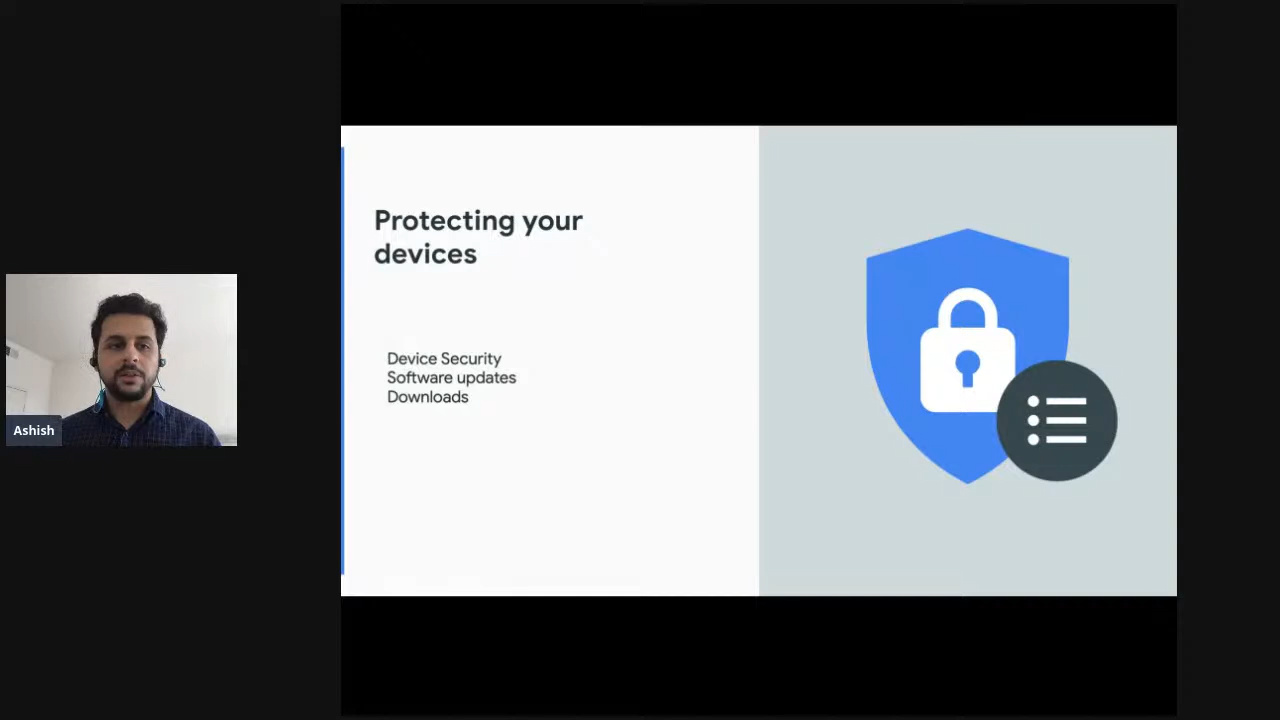 Protecting your
devices
Device Security
Software updates
Downloads
Ashish